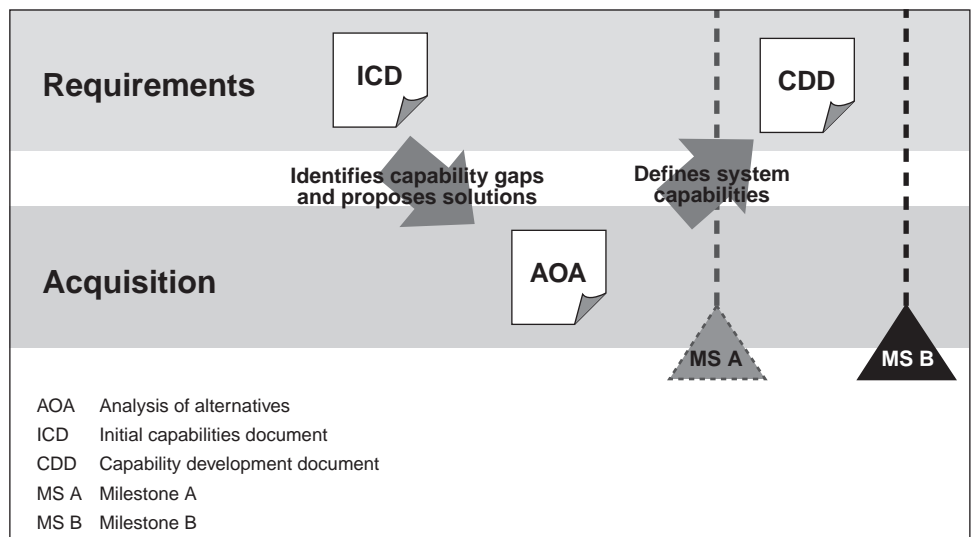 Requirements
ICD
CDD
Identifies capability gaps
and proposes solutions
Defines system
capabilities
Acquisition
AOA
MS A
MS B
AOA Analysis of alternatives
ICD Initial capabilities document
CDD Capability development document
MS A Milestone A
MS B Milestone B